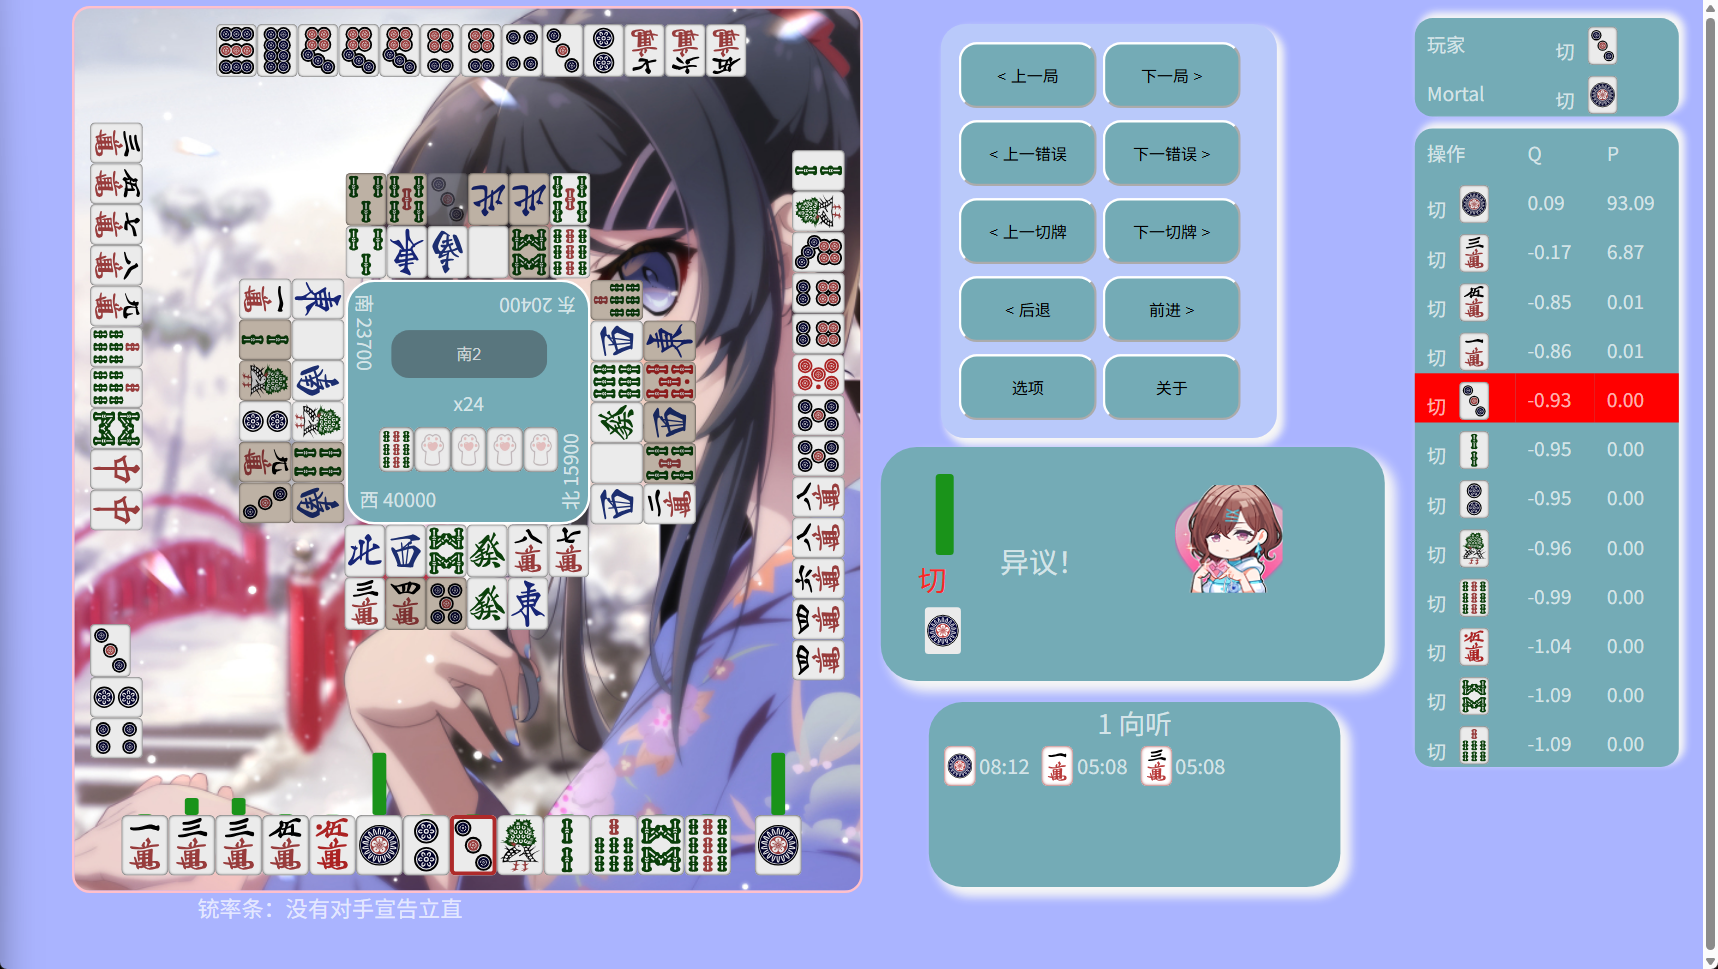 < 上一局
下一局 >
< 上一错误
下一错误 >
< 上一切牌
下一切牌 >
< 后退
前进 >
选项
关于
玩家 切
Mortal 切
操作 Q P
切 0.09 93.09
切 -0.17 6.87
切 -0.85 0.01
切 -0.86 0.01
切 -0.93 0.00
切 -0.95 0.00
切 -0.95 0.00
切 -0.96 0.00
切 -0.99 0.00
切 -1.04 0.00
切 -1.09 0.00
切 -1.09 0.00
东 20400
南 23700
南2
x24
西 40000
北 15900
切
异议!
1 向听
08:12 05:08 05:08
铳率条：没有对手宣告立直